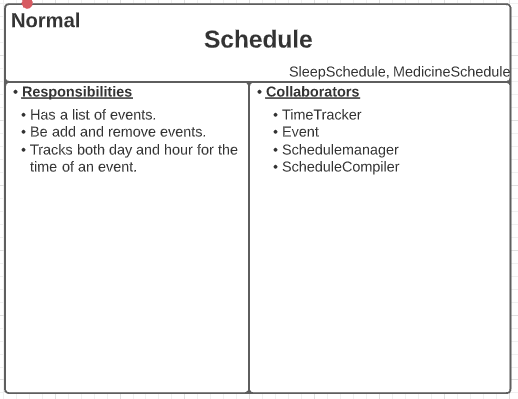 Normal
Schedule
SleepSchedule, MedicineSchedule
• Responsibilities
• Has a list of events.
• Be add and remove events.
• Tracks both day and hour for the
time of an event.
• Collaborators
• TimeTracker
• Event
• Schedulemanager
• ScheduleCompiler